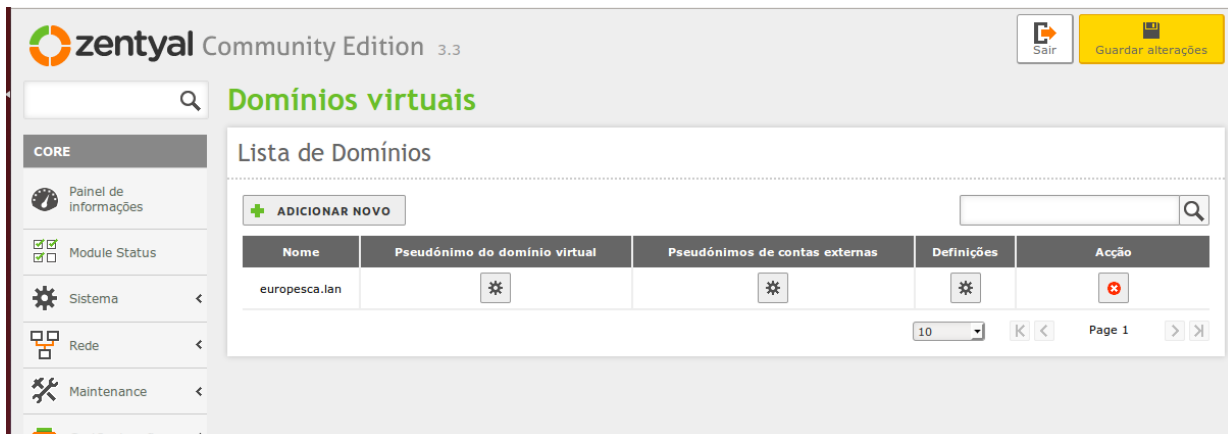 zentyal Community Edition 3.3
Sair
Guardar alterações
Domínios virtuais
CORE
Lista de Domínios
Painel de
informações
ADICIONAR NOVO
Module Status
Nome Pseudónimo do domínio virtual Pseudónimos de contas externas Definições Acção
europesca.lan
Sistema
10 Page 1
Rede
Maintenance